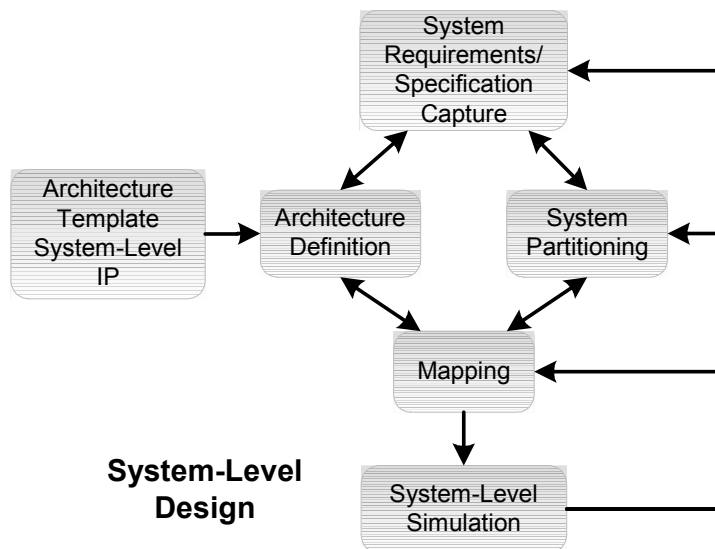 System
Requirements/
Specification
Capture
Architecture
Template
System-Level
IP
Architecture
Definition
System
Partitioning
Mapping
System-Level
Design
System-Level
Simulation